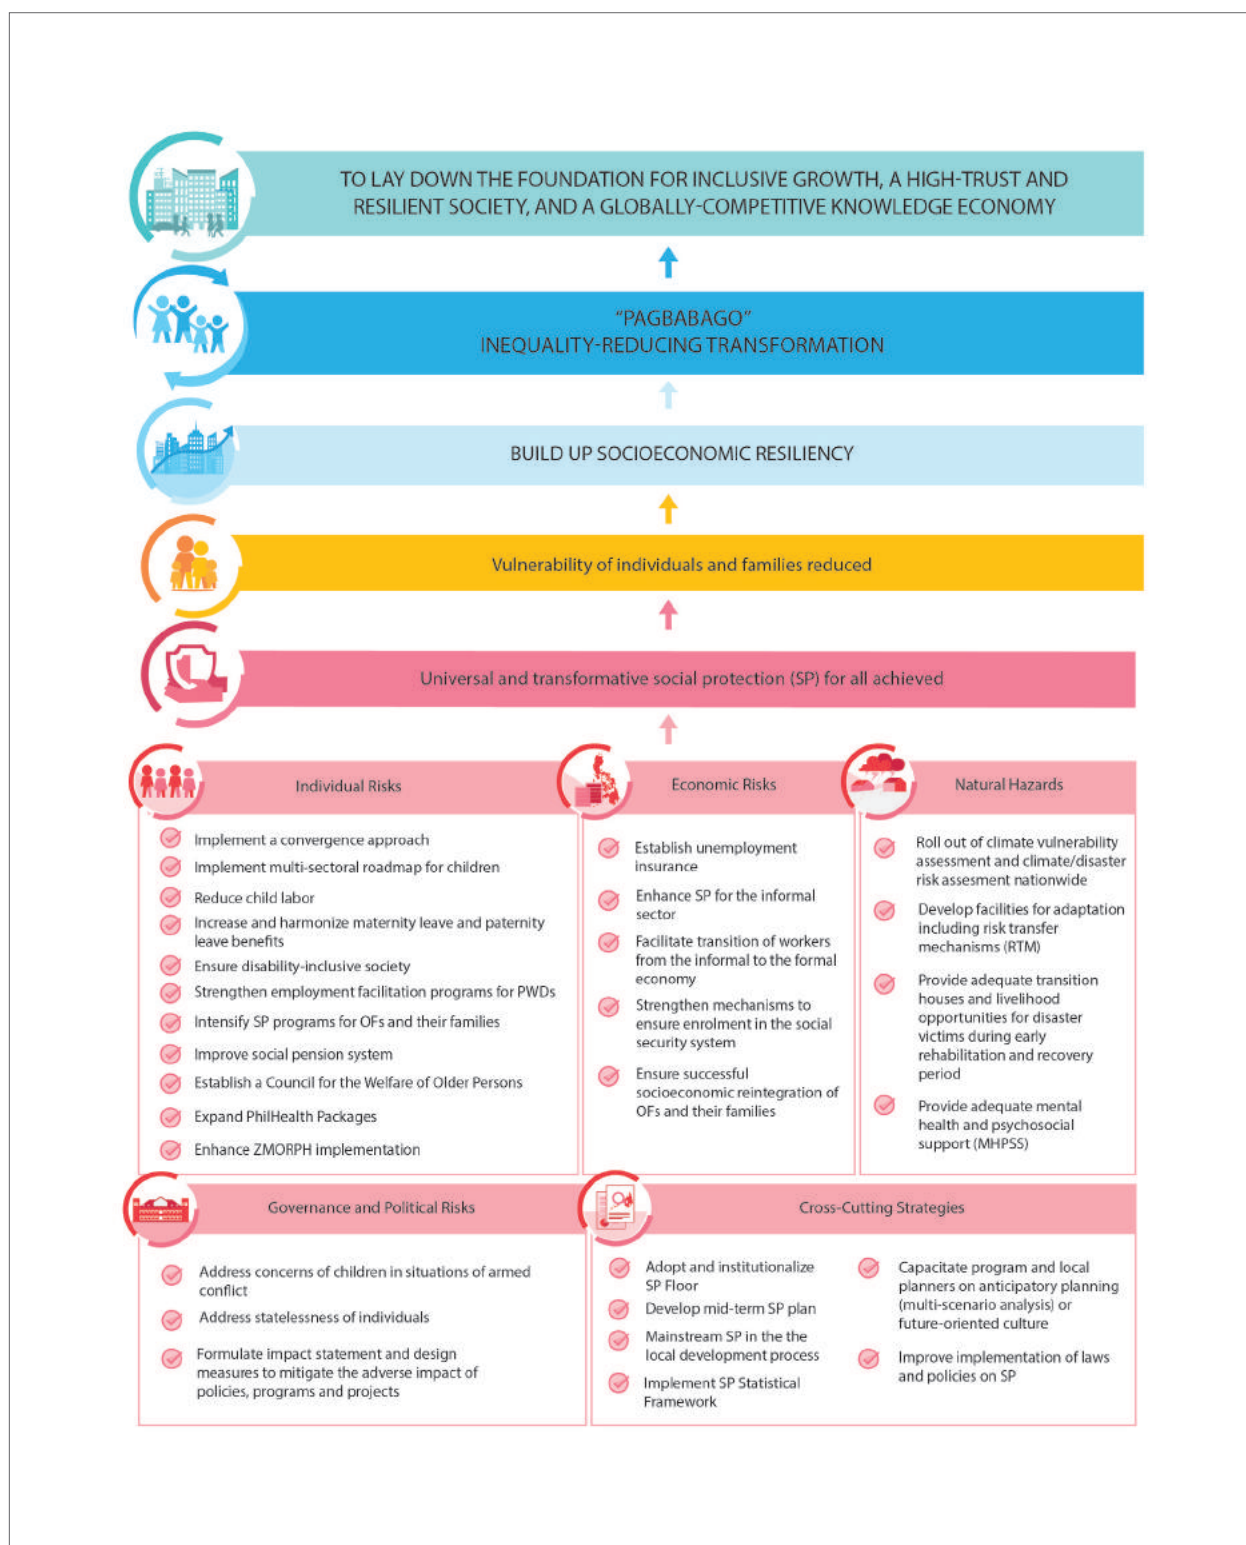 TO LAY DOWN THE FOUNDATION FOR INCLUSIVE GROWTH, A HIGH-TRUST AND
RESILIENT SOCIETY, AND A GLOBALLY-COMPETITIVE KNOWLEDGE ECONOMY
"PAGBABAGO"
INEQUALITY-REDUCING TRANSFORMATION
BUILD UP SOCIOECONOMIC RESILIENCY
Vulnerability of individuals and families reduced
Universal and transformative social protection (SP) for all achieved
Individual Risks
Implement a convergence approach
Implement multi-sectoral roadmap for children
Reduce child labor
Increase and harmonize maternity leave and paternity
leave benefits
Ensure disability-inclusive society
Strengthen employment facilitation programs for PWDs
Intensify SP programs for OFs and their families
Improve social pension system
Establish a Council for the Welfare of Older Persons
Expand PhilHealth Packages
Enhance ZMORPH implementation
Economic Risks
Establish unemployment
insurance
Enhance SP for the informal
sector
Facilitate transition of workers
from the informal to the formal
economy
Strengthen mechanisms to
ensure enrolment in the social
security system
Ensure successful
socioeconomic reintegration of
OFs and their families
Natural Hazards
Roll out of climate vulnerability
assessment and climate/disaster
risk assesment nationwide
Develop facilities for adaptation
including risk transfer
mechanisms (RTM)
Provide adequate transition
houses and livelihood
opportunities for disaster
victims during early
rehabilitation and recovery
period
Provide adequate mental
health and psychosocial
support (MHPSS)
Governance and Political Risks
Address concerns of children in situations of armed
conflict
Address statelessness of individuals
Formulate impact statement and design
measures to mitigate the adverse impact of
policies, programs and projects
Cross-Cutting Strategies
Adopt and institutionalize
SP Floor
Develop mid-term SP plan
Mainstream SP in the the
local development process
Implement SP Statistical
Framework
Capacitate program and local
planners on anticipatory planning
(multi-scenario analysis) or
future-oriented culture
Improve implementation of laws
and policies on SP